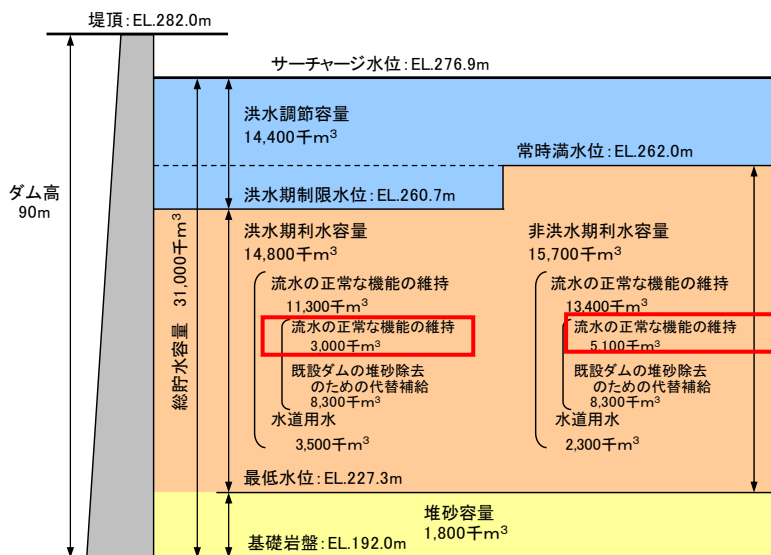 堤頂：EL.282.0m
サーチャージ水位：EL.276.9m
洪水調節容量
14,400千m³
常時満水位：EL.262.0m
ダム高
90m
洪水期制限水位：EL.260.7m
総貯水容量 31,000千m³
洪水期利水容量
14,800千m³
流水の正常な機能の維持
11,300千m³
流水の正常な機能の維持
3,000千m³
既設ダムの堆砂除去
のための代替補給
8,300千m³
水道用水
3,500千m³
非洪水期利水容量
15,700千m³
流水の正常な機能の維持
13,400千m³
流水の正常な機能の維持
5,100千m³
既設ダムの堆砂除去
のための代替補給
8,300千m³
水道用水
2,300千m³
最低水位：EL.227.3m
堆砂容量
1,800千m³
基礎岩盤：EL.192.0m